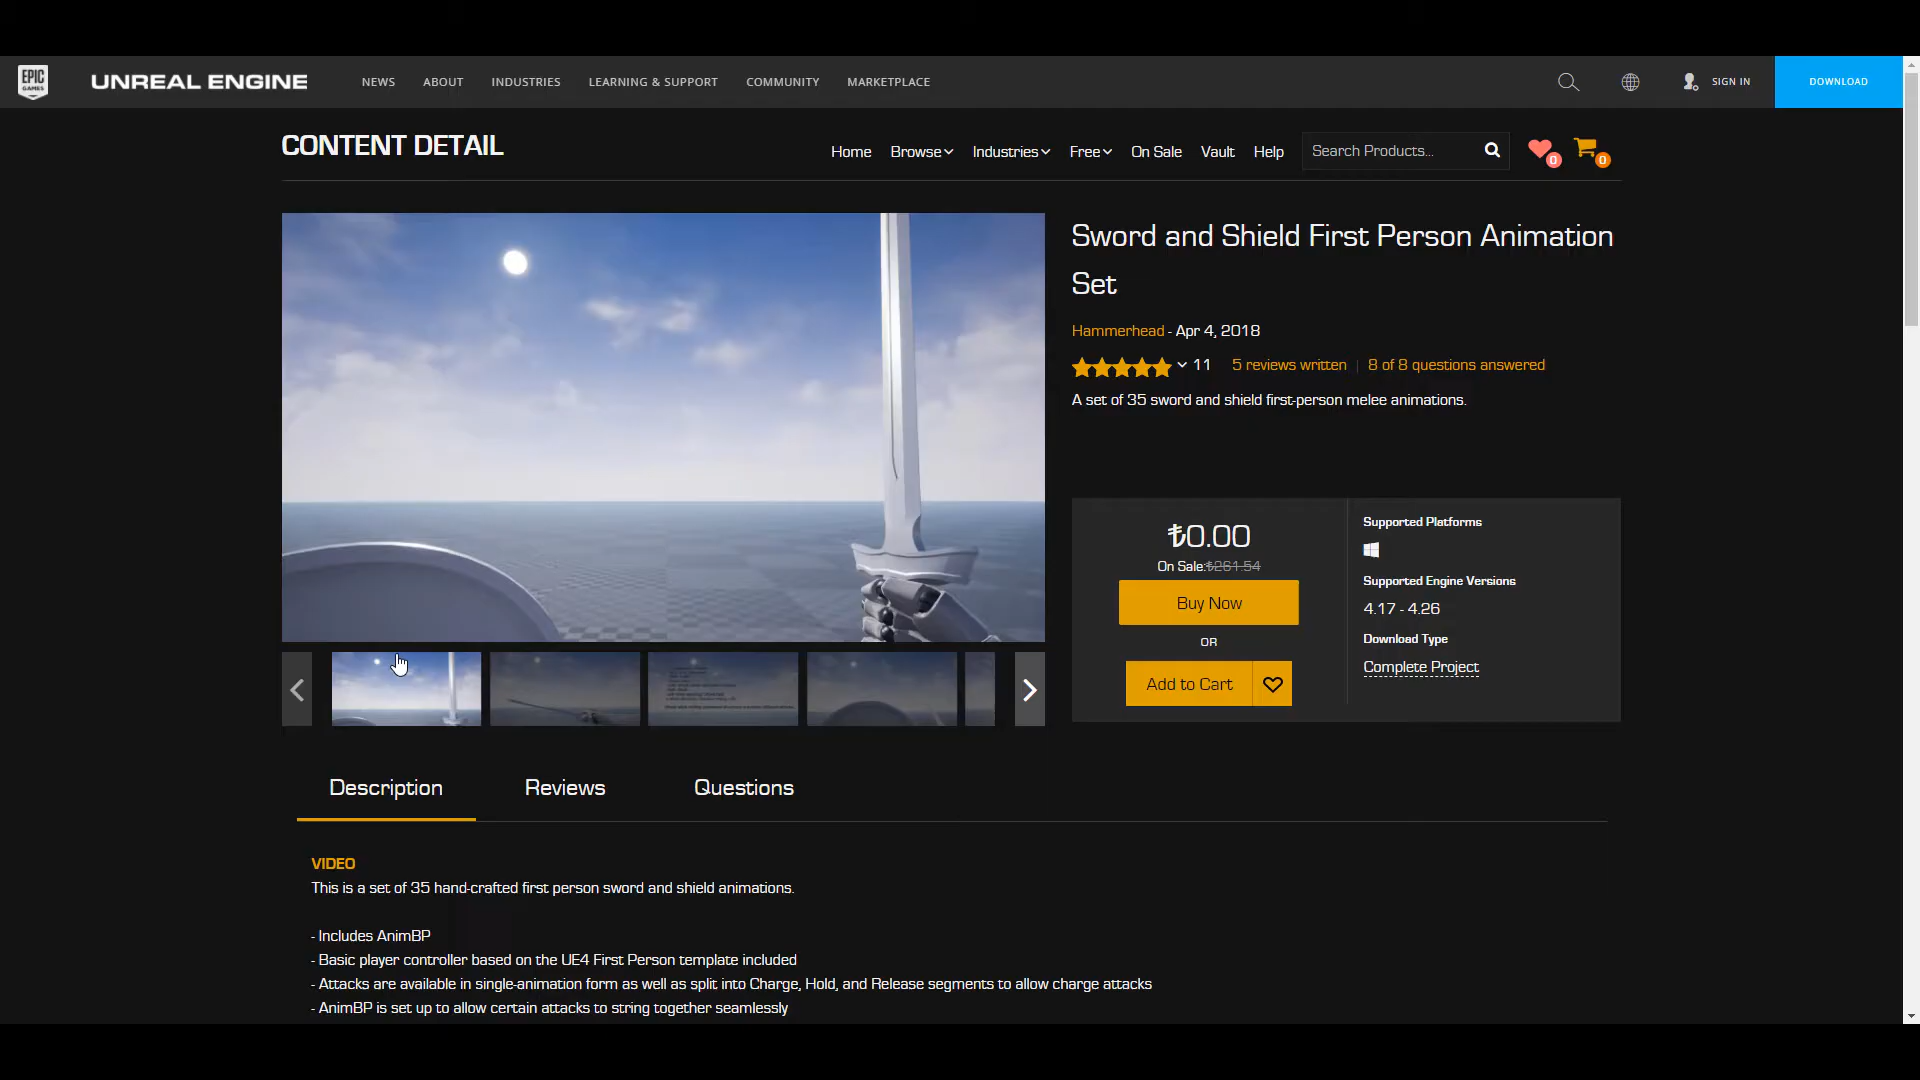 EPIC GAMES
UNREAL ENGINE
NEWS
ABOUT
INDUSTRIES
LEARNING & SUPPORT
COMMUNITY
MARKETPLACE
SIGN IN
DOWNLOAD
CONTENT DETAIL
Home
Browse
Industries
Free
On Sale
Vault
Help
Search Products...
0
0
Sword and Shield First Person Animation
Set
Hammerhead - Apr 4, 2018
11
5 reviews written
8 of 8 questions answered
A set of 35 sword and shield first-person melee animations.
₺0.00
On Sale:₺261.54
Buy Now
OR
Add to Cart
Supported Platforms
Supported Engine Versions
4.17 - 4.26
Download Type
Complete Project
Description
Reviews
Questions
VIDEO
This is a set of 35 hand-crafted first person sword and shield animations.
- Includes AnimBP
- Basic player controller based on the UE4 First Person template included
- Attacks are available in single-animation form as well as split into Charge, Hold, and Release segments to allow charge attacks
- AnimBP is set up to allow certain attacks to string together seamlessly